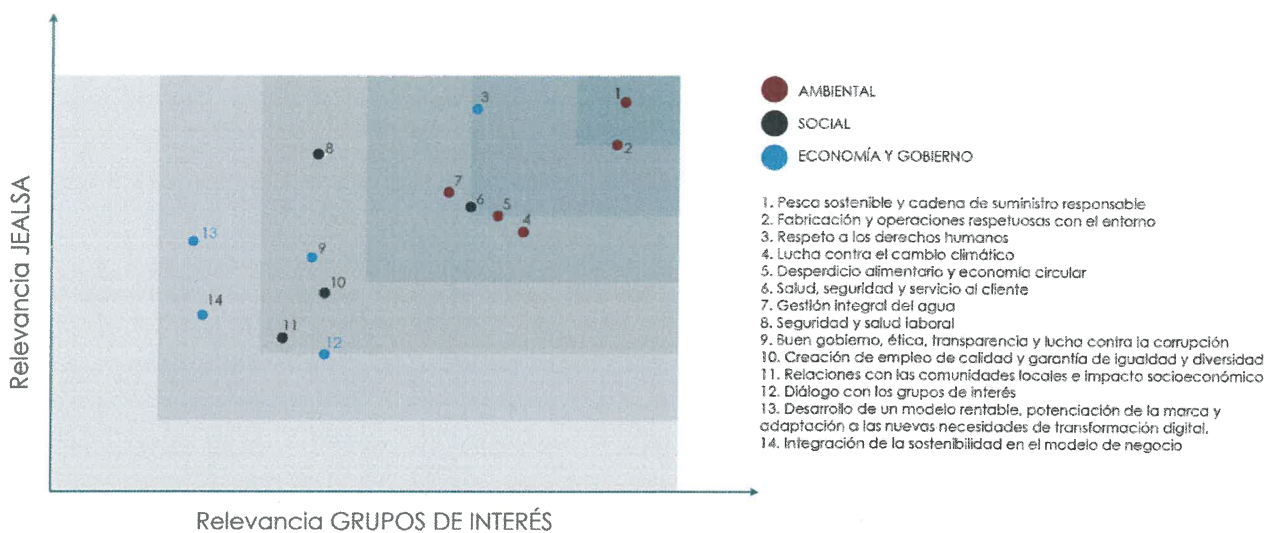 Relevancia JEALSA
1
3
2
8
7
6
5
4
13
9
10
14
11
12
Relevancia GRUPOS DE INTERÉS
AMBIENTAL
SOCIAL
ECONOMÍA Y GOBIERNO
1. Pesca sostenible y cadena de suministro responsable
2. Fabricación y operaciones respetuosas con el entorno
3. Respeto a los derechos humanos
4. Lucha contra el cambio climático
5. Desperdicio alimentario y economía circular
6. Salud, seguridad y servicio al cliente
7. Gestión integral del agua
8. Seguridad y salud laboral
9. Buen gobierno, ética, transparencia y lucha contra la corrupción
10. Creación de empleo de calidad y garantía de igualdad y diversidad
11. Relaciones con las comunidades locales e impacto socioeconómico
12. Diálogo con los grupos de interés
13. Desarrollo de un modelo rentable, potenciación de la marca y
adaptación a las nuevas necesidades de transformación digital.
14. Integración de la sostenibilidad en el modelo de negocio